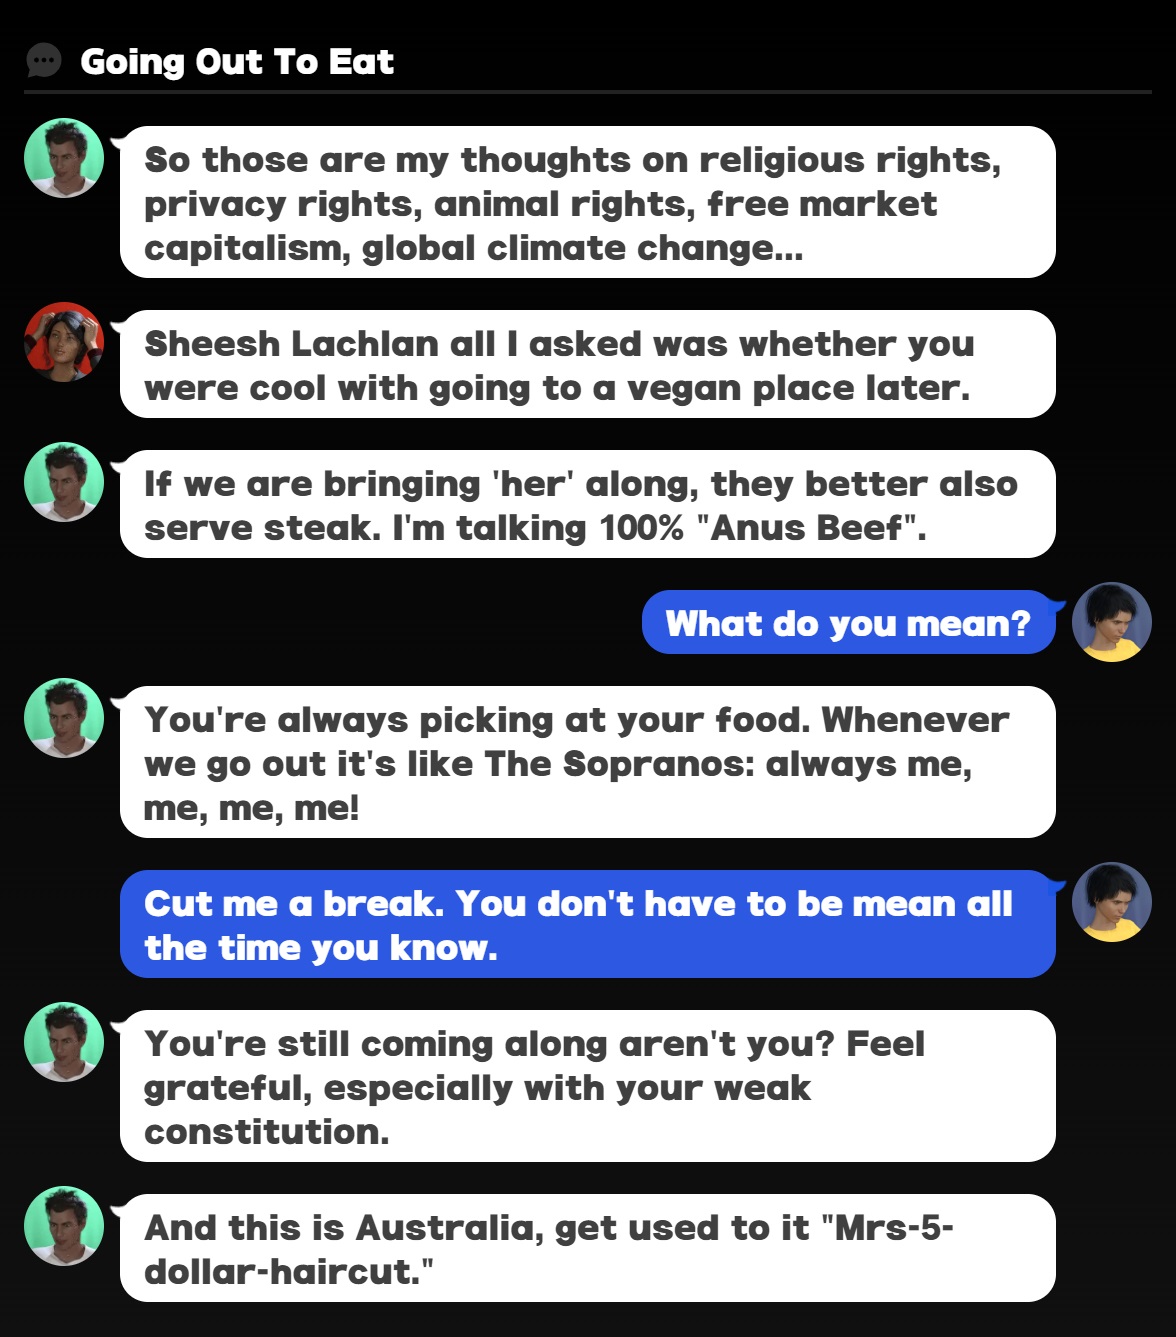 Going Out To Eat
So those are my thoughts on religious rights,
privacy rights, animal rights, free market
capitalism, global climate change...
Sheesh Lachlan all I asked was whether you
were cool with going to a vegan place later.
If we are bringing 'her' along, they better also
serve steak. I'm talking 100% "Anus Beef".
What do you mean?
You're always picking at your food. Whenever
we go out it's like The Sopranos: always me,
me, me, me!
Cut me a break. You don't have to be mean all
the time you know.
You're still coming along aren't you? Feel
grateful, especially with your weak
constitution.
And this is Australia, get used to it "Mrs-5-
dollar-haircut."